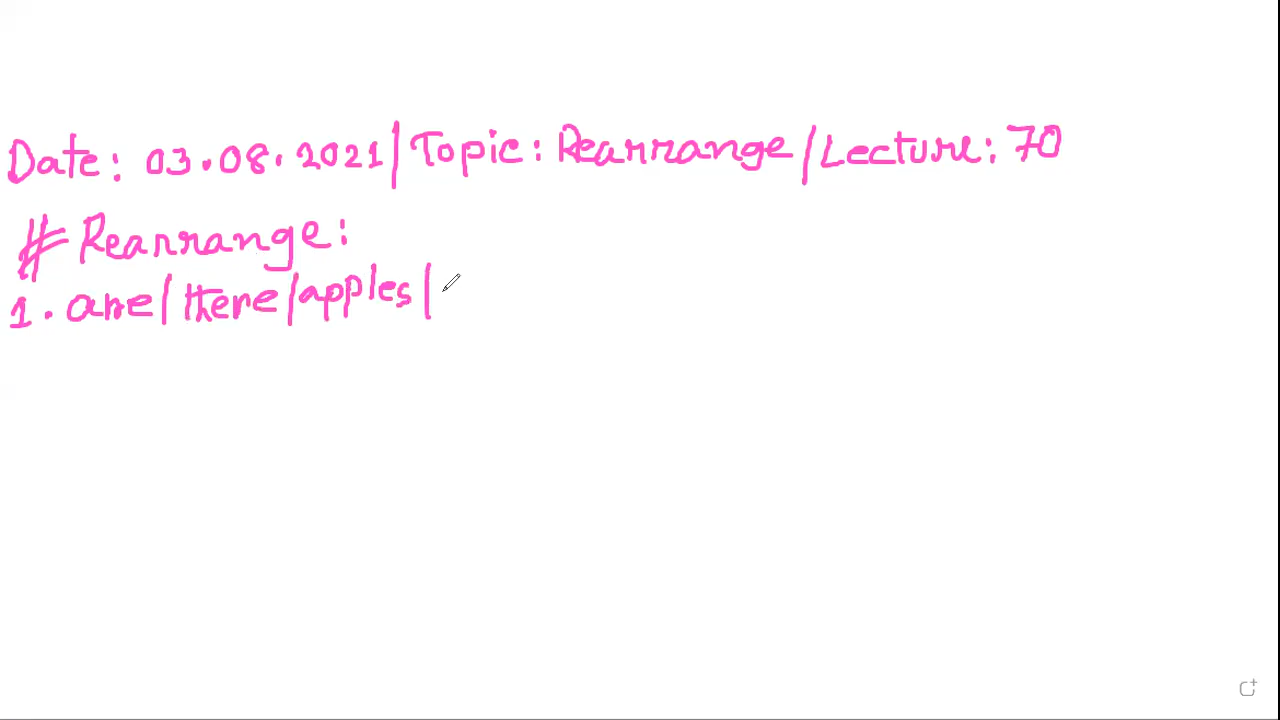 Date: 03.08.2021/Topic: Rearrange/Lecture: 70
# Rearrange:
1. are/there/apples/